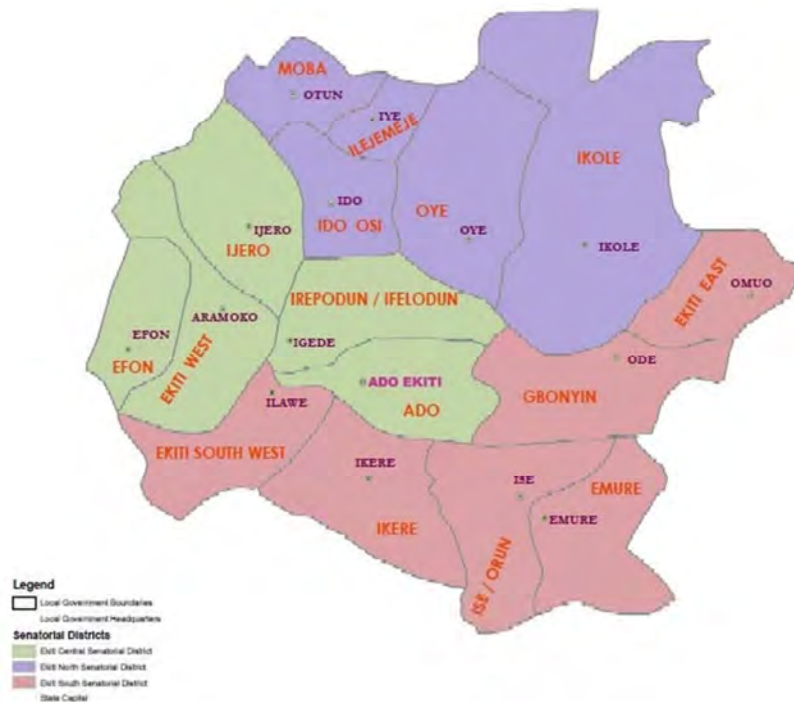 MOBA
OTUN
IYE
ILEJEMEJE
IKOLE
IDO
IDO OSI
OYE
OYE
IJERO
IJERO
IKOLE
EKITI EAST
OMUO
IREPODUN / IFELODUN
ARAMOKO
EFON
EFON
EKITI WEST
IGEDE
ODE
ADO EKITI
ADO
GBONYIN
ILAWE
EKITI SOUTH WEST
IKERE
IKERE
ISE
EMURE
EMURE
ISE / ORUN
Legend
Local Government Boundaries
Local Government Headquarters
Senatorial Districts
Ekiti Central Senatorial District
Ekiti North Senatorial District
Ekiti South Senatorial District
State Capital